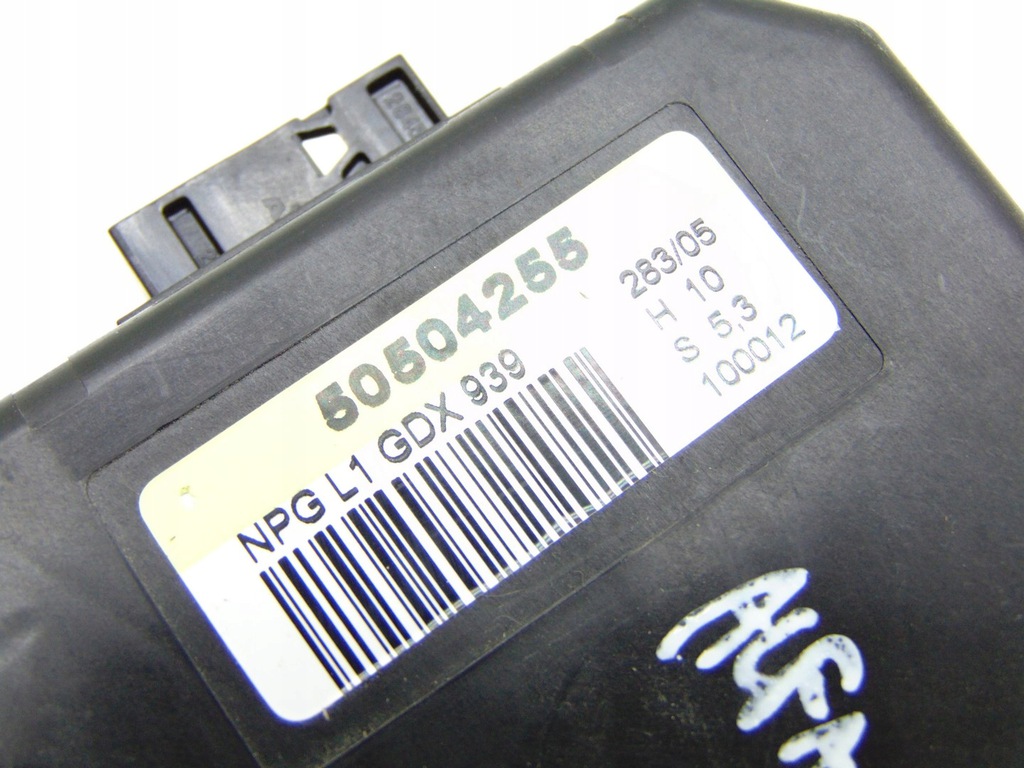 50504255
NPG L1 GDX 939
283/05
H 10
S 5,3
100012